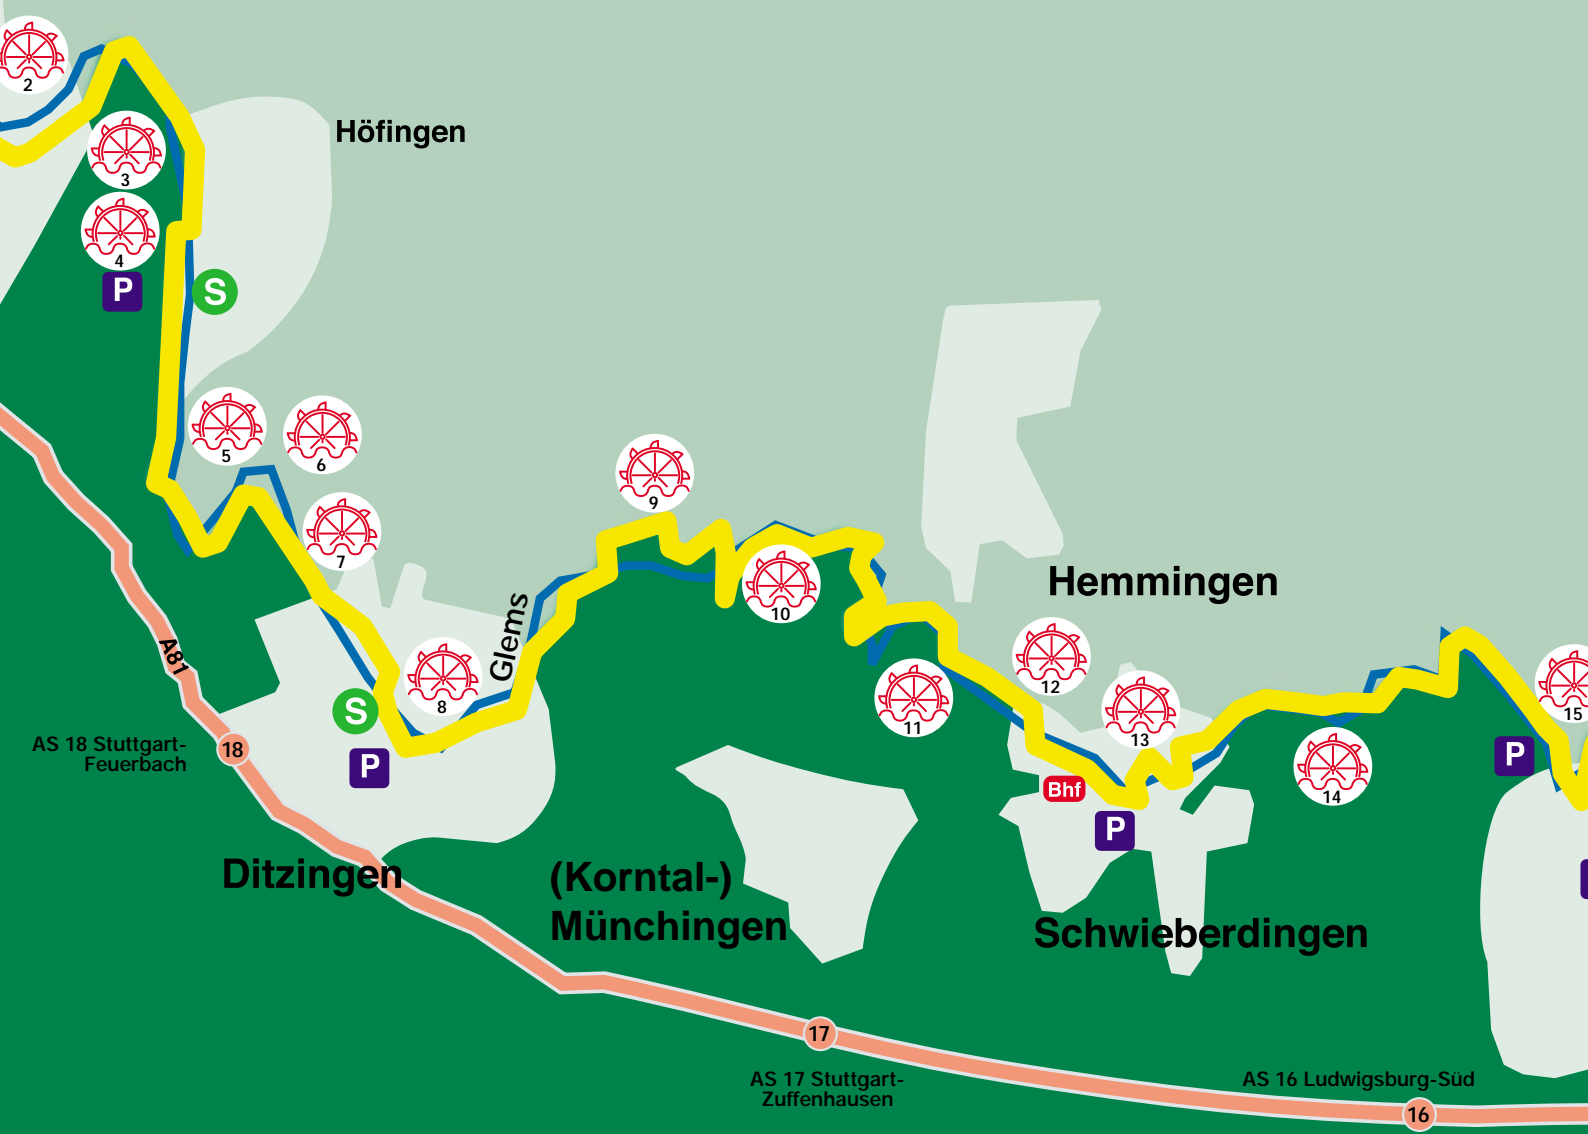 2
Höfingen
3
4
P
S
5
6
9
7
10
Hemmingen
Glems
A81
12
8
11
13
15
S
AS 18 Stuttgart-
Feuerbach
18
P
P
14
Bhf
P
Ditzingen
(Korntal-)
Münchingen
Schwieberdingen
17
AS 17 Stuttgart-
Zuffenhausen
AS 16 Ludwigsburg-Süd
16